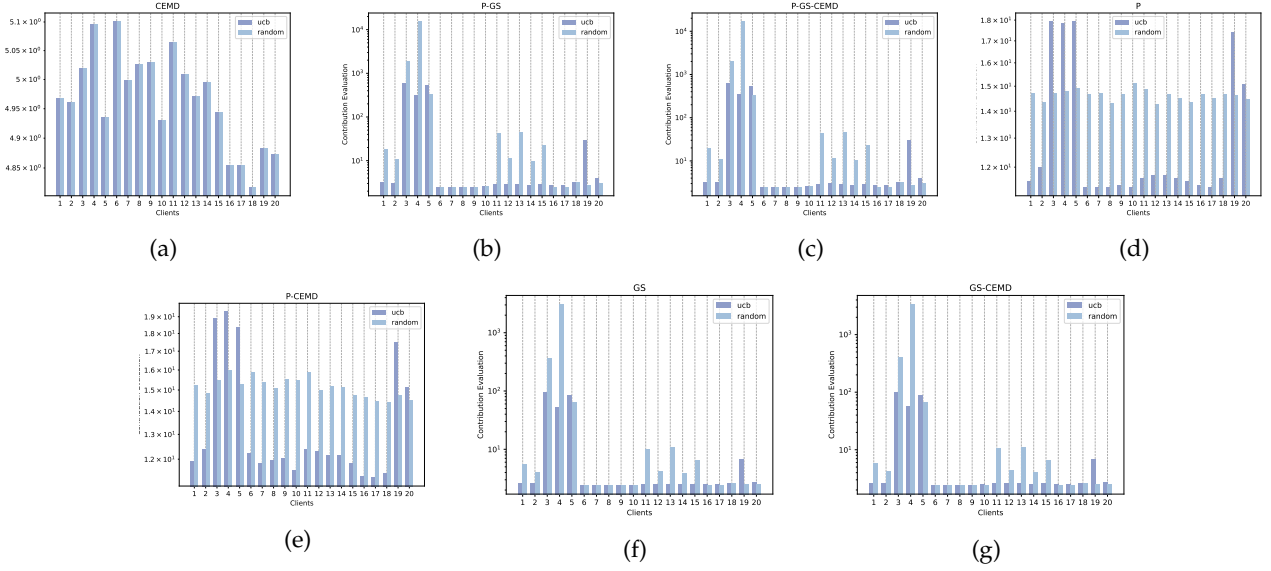 CEMD
5.1 × 10⁰
5.05 × 10⁰
5 × 10⁰
4.95 × 10⁰
4.9 × 10⁰
4.85 × 10⁰
ucb
random
1 2 3 4 5 6 7 8 9 10 11 12 13 14 15 16 17 18 19 20
Clients
(a)
P-GS
Contribution Evaluation
10⁴
10³
10²
10¹
ucb
random
1 2 3 4 5 6 7 8 9 10 11 12 13 14 15 16 17 18 19 20
Clients
(b)
P-GS-CEMD
Contribution Evaluation
10⁴
10³
10²
10¹
ucb
random
1 2 3 4 5 6 7 8 9 10 11 12 13 14 15 16 17 18 19 20
Clients
(c)
P
1.8 × 10¹
1.7 × 10¹
1.6 × 10¹
1.5 × 10¹
1.4 × 10¹
1.3 × 10¹
1.2 × 10¹
ucb
random
1 2 3 4 5 6 7 8 9 10 11 12 13 14 15 16 17 18 19 20
Clients
(d)
P-CEMD
1.9 × 10¹
1.8 × 10¹
1.7 × 10¹
1.6 × 10¹
1.5 × 10¹
1.4 × 10¹
1.3 × 10¹
1.2 × 10¹
ucb
random
1 2 3 4 5 6 7 8 9 10 11 12 13 14 15 16 17 18 19 20
Clients
(e)
GS
Contribution Evaluation
10³
10²
10¹
ucb
random
1 2 3 4 5 6 7 8 9 10 11 12 13 14 15 16 17 18 19 20
Clients
(f)
GS-CEMD
Contribution Evaluation
10³
10²
10¹
ucb
random
1 2 3 4 5 6 7 8 9 10 11 12 13 14 15 16 17 18 19 20
Clients
(g)